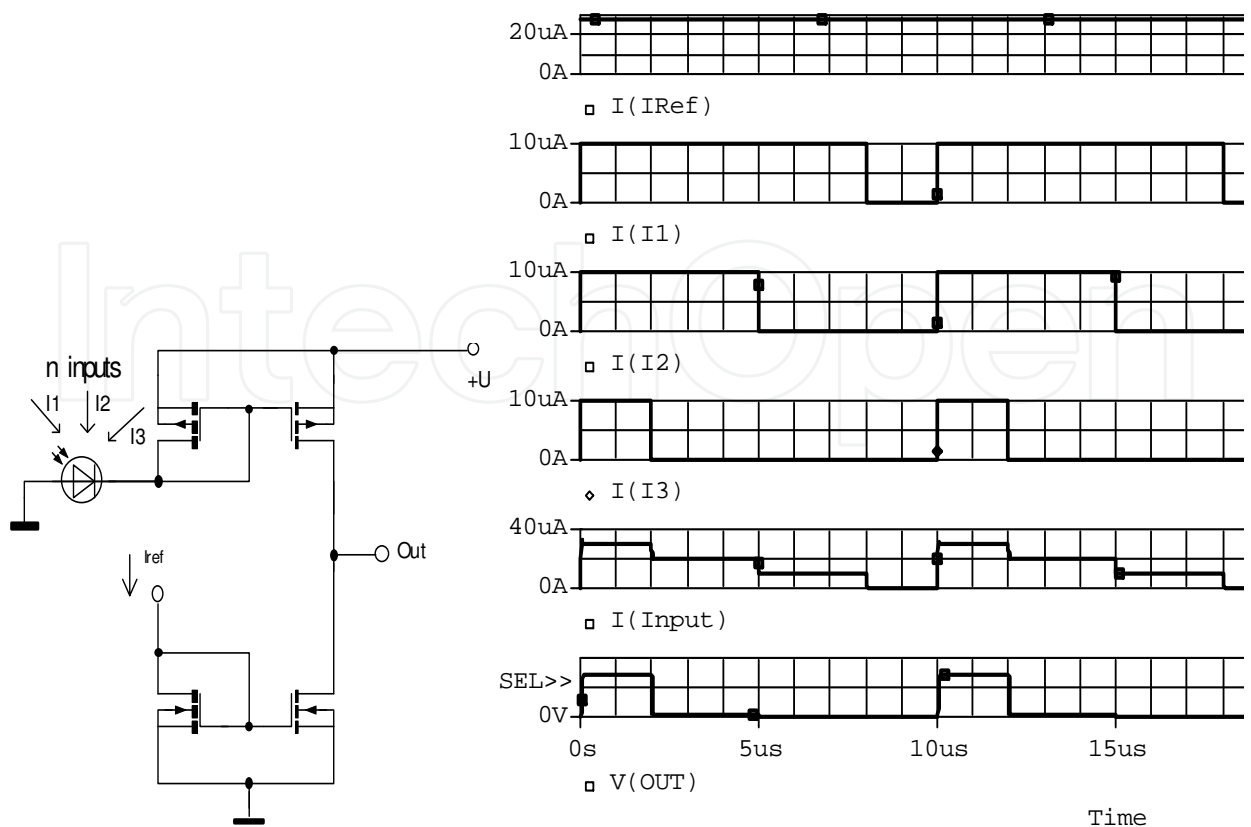 20uA
0A
I(IRef)
10uA
0A
I(I1)
10uA
0A
I(I2)
10uA
0A
I(I3)
40uA
0A
I(Input)
SEL>>
0V
0s 5us 10us 15us
V(OUT)
Time
IntechOpen
n inputs
I1 I2 I3
+U
Out
Iref